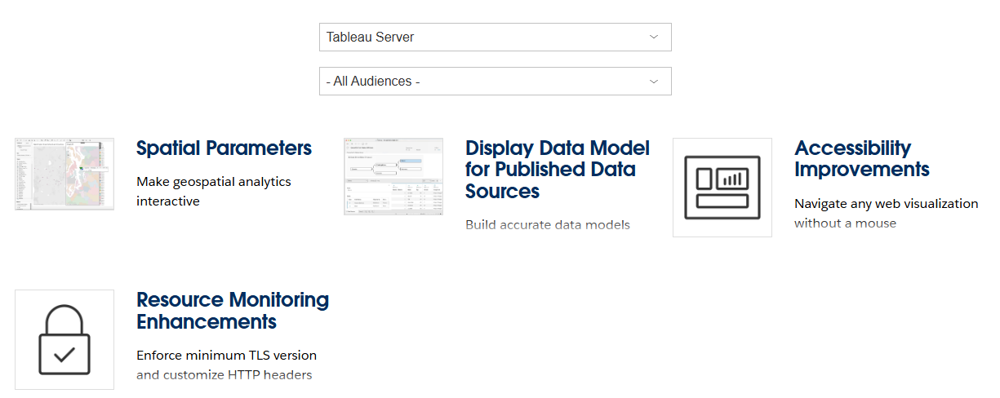 Tableau Server
- All Audiences -
Spatial Parameters
Make geospatial analytics
interactive
Display Data Model
for Published Data
Sources
Build accurate data models
Accessibility
Improvements
Navigate any web visualization
without a mouse
Resource Monitoring
Enhancements
Enforce minimum TLS version
and customize HTTP headers